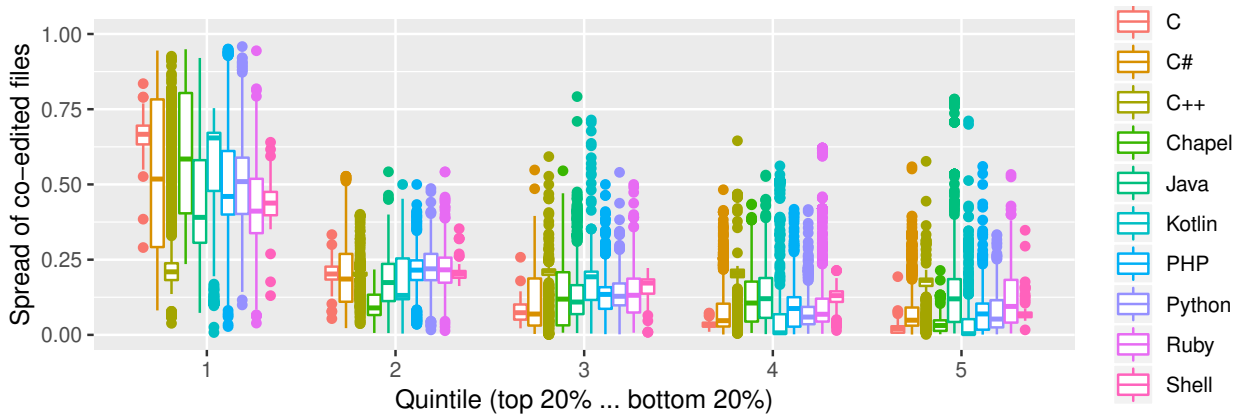 1.00
0.75
0.50
0.25
0.00
Spread of co-edited files
1 2 3 4 5
Quintile (top 20% ... bottom 20%)
C
C#
C++
Chapel
Java
Kotlin
PHP
Python
Ruby
Shell